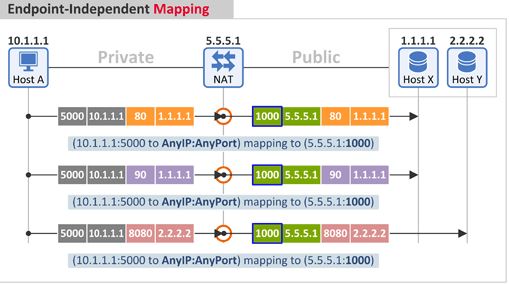 Endpoint-Independent Mapping
10.1.1.1 5.5.5.1 1.1.1.1 2.2.2.2
Private Public
Host A NAT Host X Host Y
5000 10.1.1.1 80 1.1.1.1 1000 5.5.5.1 80 1.1.1.1
(10.1.1.1:5000 to AnyIP:AnyPort) mapping to (5.5.5.1:1000)
5000 10.1.1.1 90 1.1.1.1 1000 5.5.5.1 90 1.1.1.1
(10.1.1.1:5000 to AnyIP:AnyPort) mapping to (5.5.5.1:1000)
5000 10.1.1.1 8080 2.2.2.2 1000 5.5.5.1 8080 2.2.2.2
(10.1.1.1:5000 to AnyIP:AnyPort) mapping to (5.5.5.1:1000)